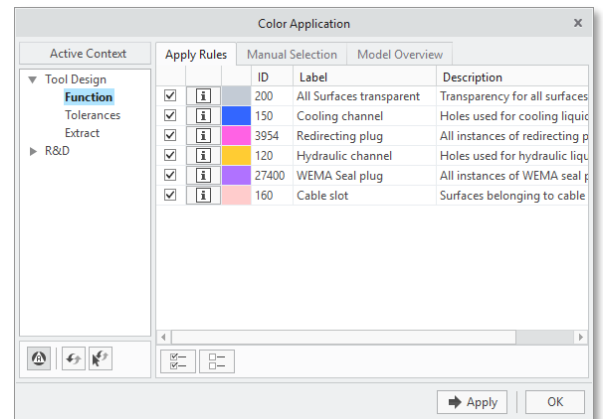 Color Application
Active Context
Apply Rules Manual Selection Model Overview
Tool Design
Function
Tolerances
Extract
R&D
ID Label Description
200 All Surfaces transparent Transparency for all surfaces
150 Cooling channel Holes used for cooling liquid
3954 Redirecting plug All instances of redirecting p
120 Hydraulic channel Holes used for hydraulic liqu
27400 WEMA Seal plug All instances of WEMA seal p
160 Cable slot Surfaces belonging to cable
Apply OK